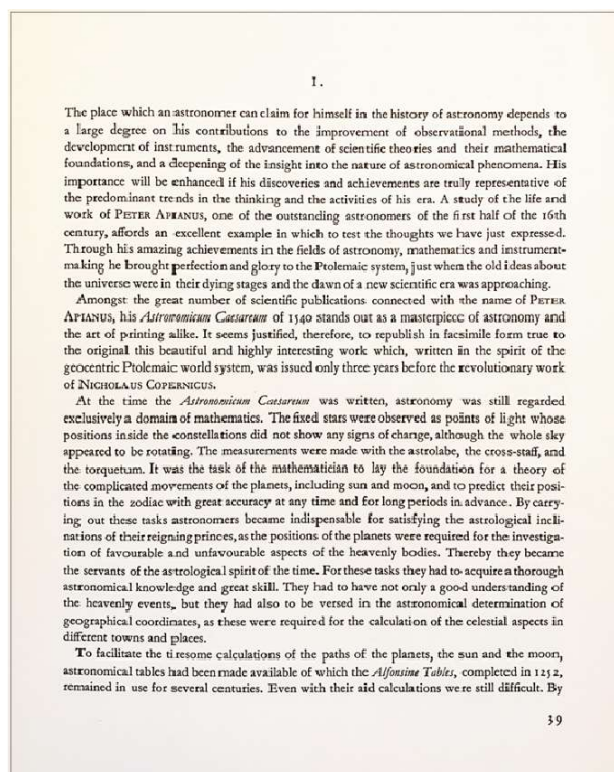 I.
The place which an astronomer can claim for himself in the history of astronomy depends to
a large degree on his contributions to the improvement of observational methods, the
development of instruments, the advancement of scientific theories and their mathematical
foundations, and a deepening of the insight into the nature of astronomical phenomena. His
importance will be enhanced if his discoveries and achievements are truly representative of
the predominant trends in the thinking and the activities of his era. A study of the life and
work of PETER APIANUS, one of the outstanding astronomers of the first half of the 16th
century, affords an excellent example in which to test the thoughts we have just expressed.
Through his amazing achievements in the fields of astronomy, mathematics and instrument-
making he brought perfection and glory to the Ptolemaic system, just when the old ideas about
the universe were in their dying stages and the dawn of a new scientific era was approaching.
Amongst the great number of scientific publications connected with the name of PETER
APIANUS, his Astronomicum Caesareum of 1540 stands out as a masterpiece of astronomy and
the art of printing alike. It seems justified, therefore, to republish in facsimile form true to
the original this beautiful and highly interesting work which, written in the spirit of the
geocentric Ptolemaic world system, was issued only three years before the revolutionary work
of NICHOLAUS COPERNICUS.
At the time the Astronomicum Caesareum was written, astronomy was still regarded
exclusively a domain of mathematics. The fixed stars were observed as points of light whose
positions inside the constellations did not show any signs of change, although the whole sky
appeared to be rotating. The measurements were made with the astrolabe, the cross-staff, and
the torquetum. It was the task of the mathematician to lay the foundation for a theory of
the complicated movements of the planets, including sun and moon, and to predict their posi-
tions in the zodiac with great accuracy at any time and for long periods in advance. By carry-
ing out these tasks astronomers became indispensable for satisfying the astrological incli-
nations of their reigning princes, as the positions of the planets were required for the investiga-
tion of favourable and unfavourable aspects of the heavenly bodies. Thereby they became
the servants of the astrological spirit of the time. For these tasks they had to acquire a thorough
astronomical knowledge and great skill. They had to have not only a good understanding of
the heavenly events, but they had also to be versed in the astronomical determination of
geographical coordinates, as these were required for the calculation of the celestial aspects in
different towns and places.
To facilitate the tiresome calculations of the paths of the planets, the sun and the moon,
astronomical tables had been made available of which the Alfonsine Tables, completed in 1252,
remained in use for several centuries. Even with their aid calculations were still difficult. By
39